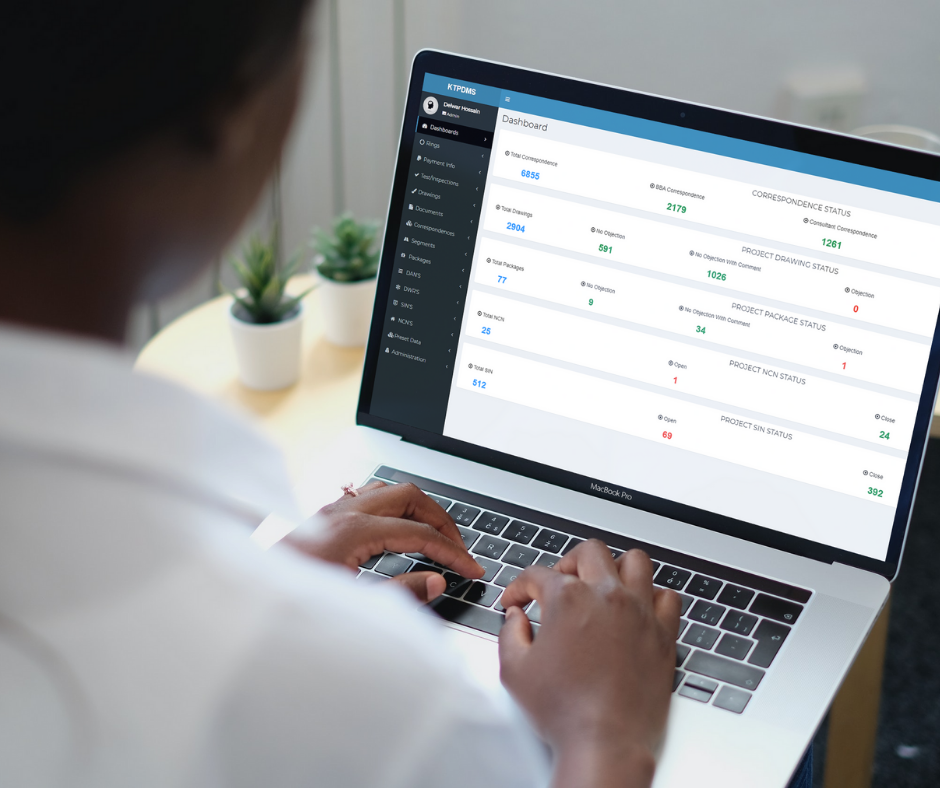 KTPDMS
Delwar Hossain
Admin
Dashboards
Rings
Payment Info
Test/Inspections
Drawings
Documents
Correspondences
Segments
Packages
DAN'S
DWR'S
SIN'S
NCN'S
Preset Data
Administration
Dashboard
CORRESPONDENCE STATUS
Total Correspondence
6855
BBA Correspondence
2179
Consultant Correspondence
1261
PROJECT DRAWING STATUS
Total Drawings
2904
No Objection
591
No Objection With Comment
1026
Objection
0
PROJECT PACKAGE STATUS
Total Packages
77
No Objection
9
No Objection With Comment
34
Objection
1
PROJECT NCN STATUS
Total NCN
25
Open
1
Close
24
PROJECT SIN STATUS
Total SIN
512
Open
69
Close
392
MacBook Pro